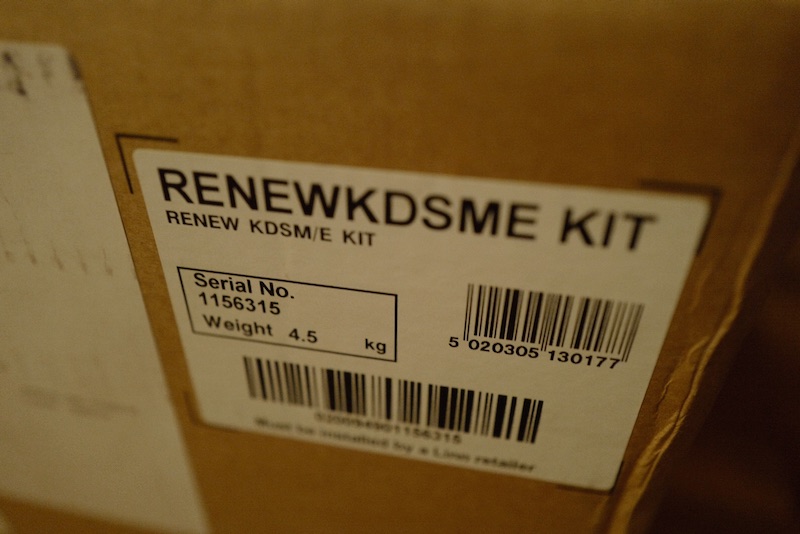 RENEWKDSME KIT
RENEW KDSM/E KIT
Serial No.
1156315
Weight 4.5 kg
5 020305 130177
020094901156315
Must be installed by a Linn retailer